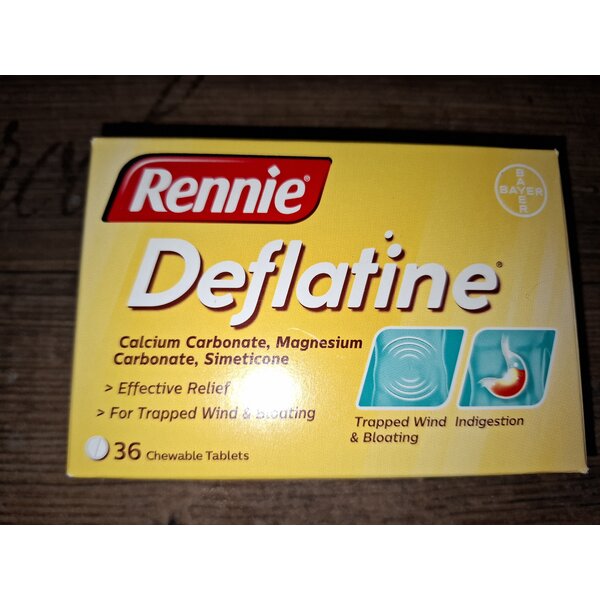 Rennie®
BAYER
BAYER
Deflatine®
Calcium Carbonate, Magnesium
Carbonate, Simeticone
> Effective Relief
> For Trapped Wind & Bloating
Trapped Wind
& Bloating
Indigestion
36 Chewable Tablets